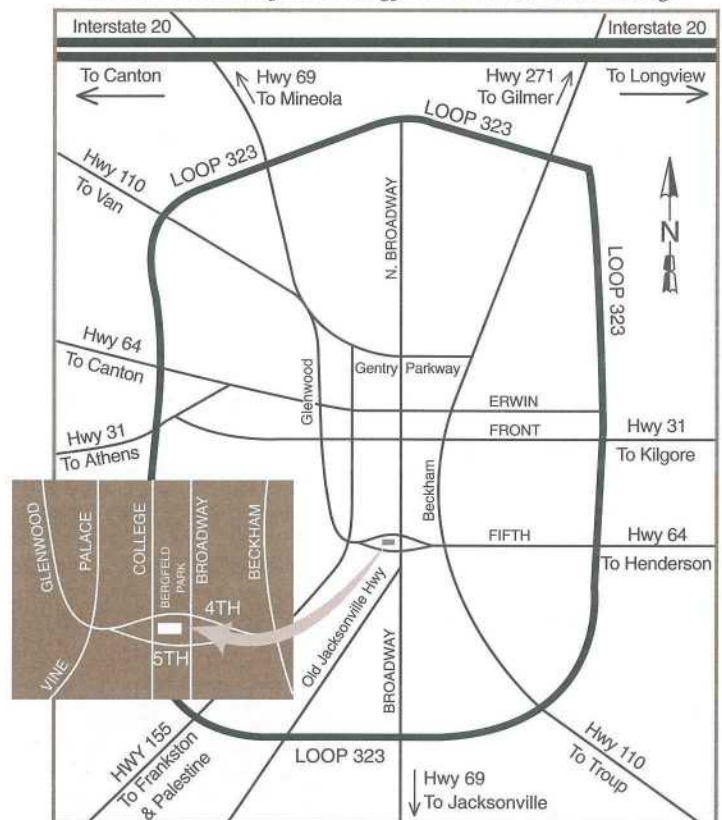 Interstate 20
Interstate 20
To Canton
Hwy 69
To Mineola
Hwy 271
To Gilmer
To Longview
LOOP 323
LOOP 323
Hwy 110
To Van
N. BROADWAY
N
LOOP 323
Hwy 64
To Canton
Glenwood
Gentry
Parkway
ERWIN
FRONT
Hwy 31
To Athens
Hwy 31
To Kilgore
Beckham
FIFTH
Hwy 64
To Henderson
GLENWOOD
PALACE
COLLEGE
BERGFELD
PARK
BROADWAY
BECKHAM
4TH
5TH
VINE
Old Jacksonville Hwy
BROADWAY
HWY 155
To Frankston
& Palestine
LOOP 323
Hwy 110
To Troup
Hwy 69
To Jacksonville